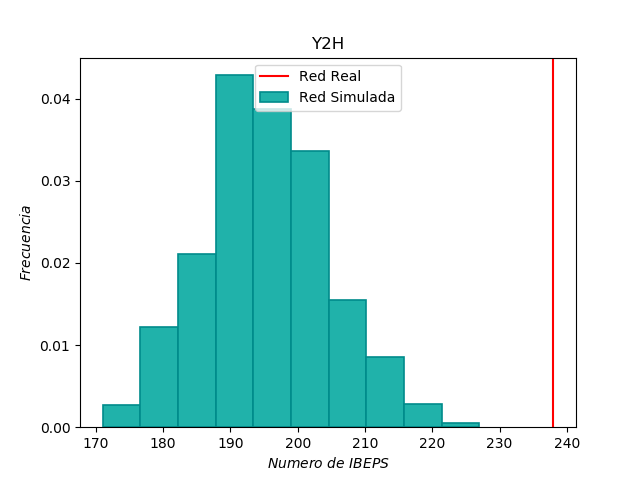 Y2H
Red Real
Red Simulada
0.04
0.03
0.02
0.01
0.00
Frecuencia
170 180 190 200 210 220 230 240
Numero de IBEPS